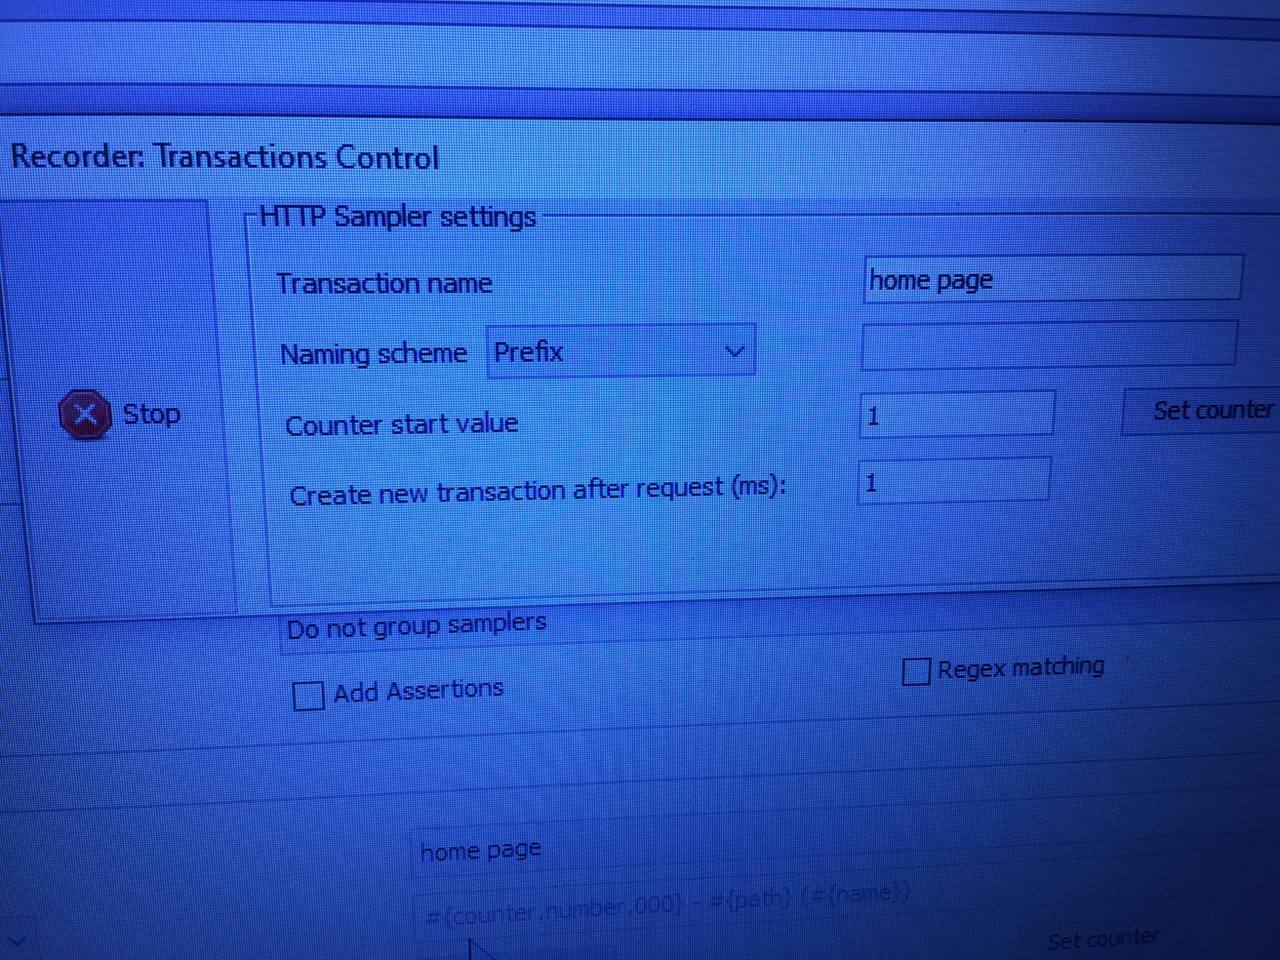 Recorder: Transactions Control
HTTP Sampler settings
Transaction name home page
Naming scheme Prefix
Stop
Counter start value 1 Set counter
Create new transaction after request (ms): 1
Do not group samplers
Add Assertions Regex matching
home page
#{counter,number,000} - #{path} (#{name})
Set counter